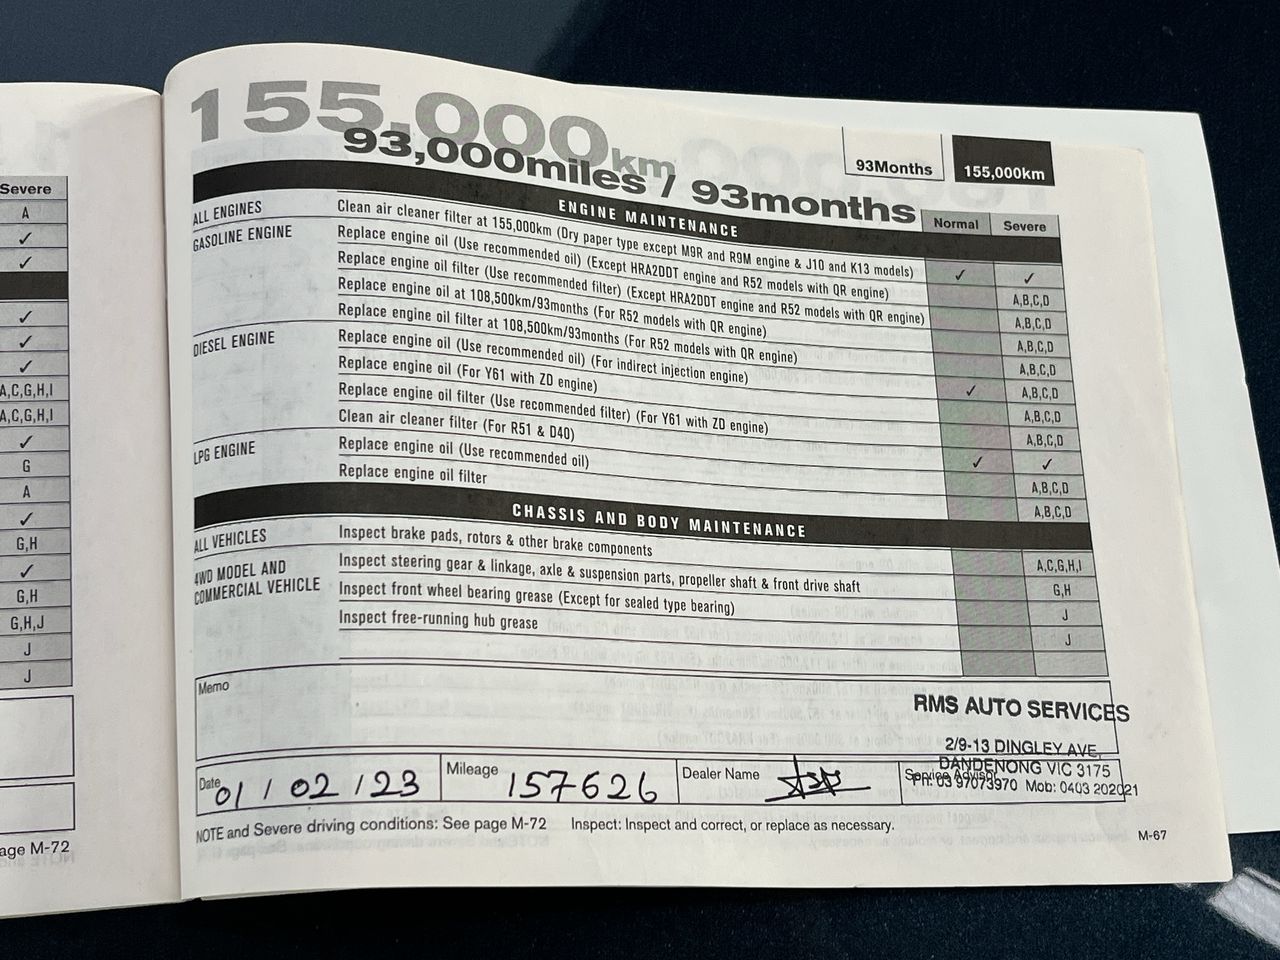 Severe
A
✓
✓
✓
✓
✓
A,C,G,H,I
A,C,G,H,I
✓
G
A
✓
G,H
✓
G,H
G,H,J
J
J
age M-72
155,000km
93,000miles / 93months
93Months
155,000km
ENGINE MAINTENANCE
Normal Severe
ALL ENGINES Clean air cleaner filter at 155,000km (Dry paper type except M9R and R9M engine & J10 and K13 models) ✓ ✓
GASOLINE ENGINE Replace engine oil (Use recommended oil) (Except HRA2DDT engine and R52 models with QR engine) A,B,C,D
Replace engine oil filter (Use recommended filter) (Except HRA2DDT engine and R52 models with QR engine) A,B,C,D
Replace engine oil at 108,500km/93months (For R52 models with QR engine) A,B,C,D
Replace engine oil filter at 108,500km/93months (For R52 models with QR engine) A,B,C,D
DIESEL ENGINE Replace engine oil (Use recommended oil) (For indirect injection engine) ✓ A,B,C,D
Replace engine oil (For Y61 with ZD engine) A,B,C,D
Replace engine oil filter (Use recommended filter) (For Y61 with ZD engine) A,B,C,D
Clean air cleaner filter (For R51 & D40) ✓ ✓
LPG ENGINE Replace engine oil (Use recommended oil) A,B,C,D
Replace engine oil filter A,B,C,D
CHASSIS AND BODY MAINTENANCE
ALL VEHICLES Inspect brake pads, rotors & other brake components A,C,G,H,I
4WD MODEL AND COMMERCIAL VEHICLE Inspect steering gear & linkage, axle & suspension parts, propeller shaft & front drive shaft G,H
Inspect front wheel bearing grease (Except for sealed type bearing) J
Inspect free-running hub grease J
Memo
RMS AUTO SERVICES
2/9-13 DINGLEY AVE,
DANDENONG VIC 3175
Ph: 03 97073970 Mob: 0403 202021
Date 01 / 02 / 23 Mileage 157626 Dealer Name Service Advisor
NOTE and Severe driving conditions: See page M-72 Inspect: Inspect and correct, or replace as necessary.
M-67